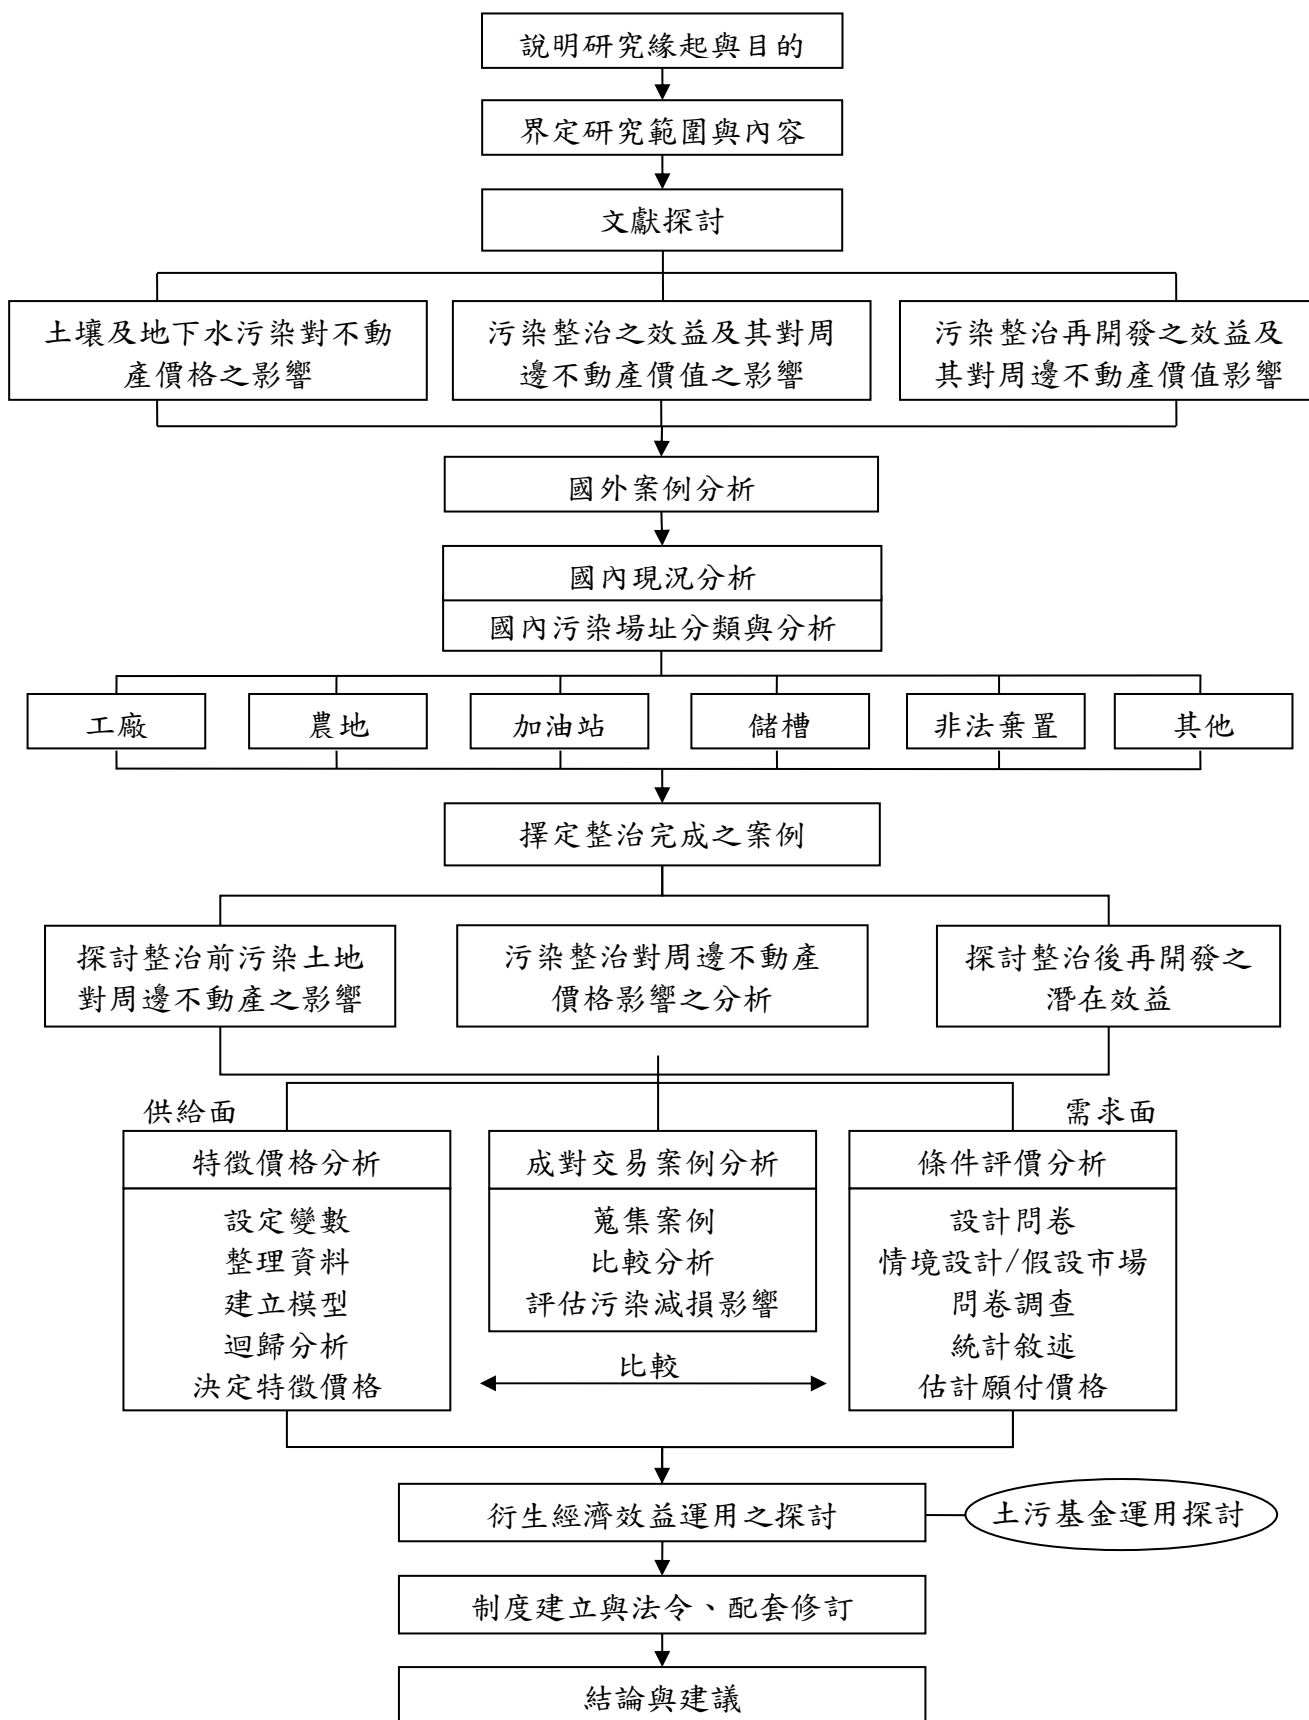 說明研究緣起與目的
界定研究範圍與內容
文獻探討
土壤及地下水污染對不動
產價格之影響
污染整治之效益及其對周
邊不動產價值之影響
污染整治再開發之效益及
其對周邊不動產價值影響
國外案例分析
國內現況分析
國內污染場址分類與分析
工廠
農地
加油站
儲槽
非法棄置
其他
擇定整治完成之案例
探討整治前污染土地
對周邊不動產之影響
污染整治對周邊不動產
價格影響之分析
探討整治後再開發之
潛在效益
供給面
需求面
特徵價格分析
設定變數
整理資料
建立模型
迴歸分析
決定特徵價格
成對交易案例分析
蒐集案例
比較分析
評估污染減損影響
比較
條件評價分析
設計問卷
情境設計/假設市場
問卷調查
統計敘述
估計願付價格
衍生經濟效益運用之探討
土污基金運用探討
制度建立與法令、配套修訂
結論與建議